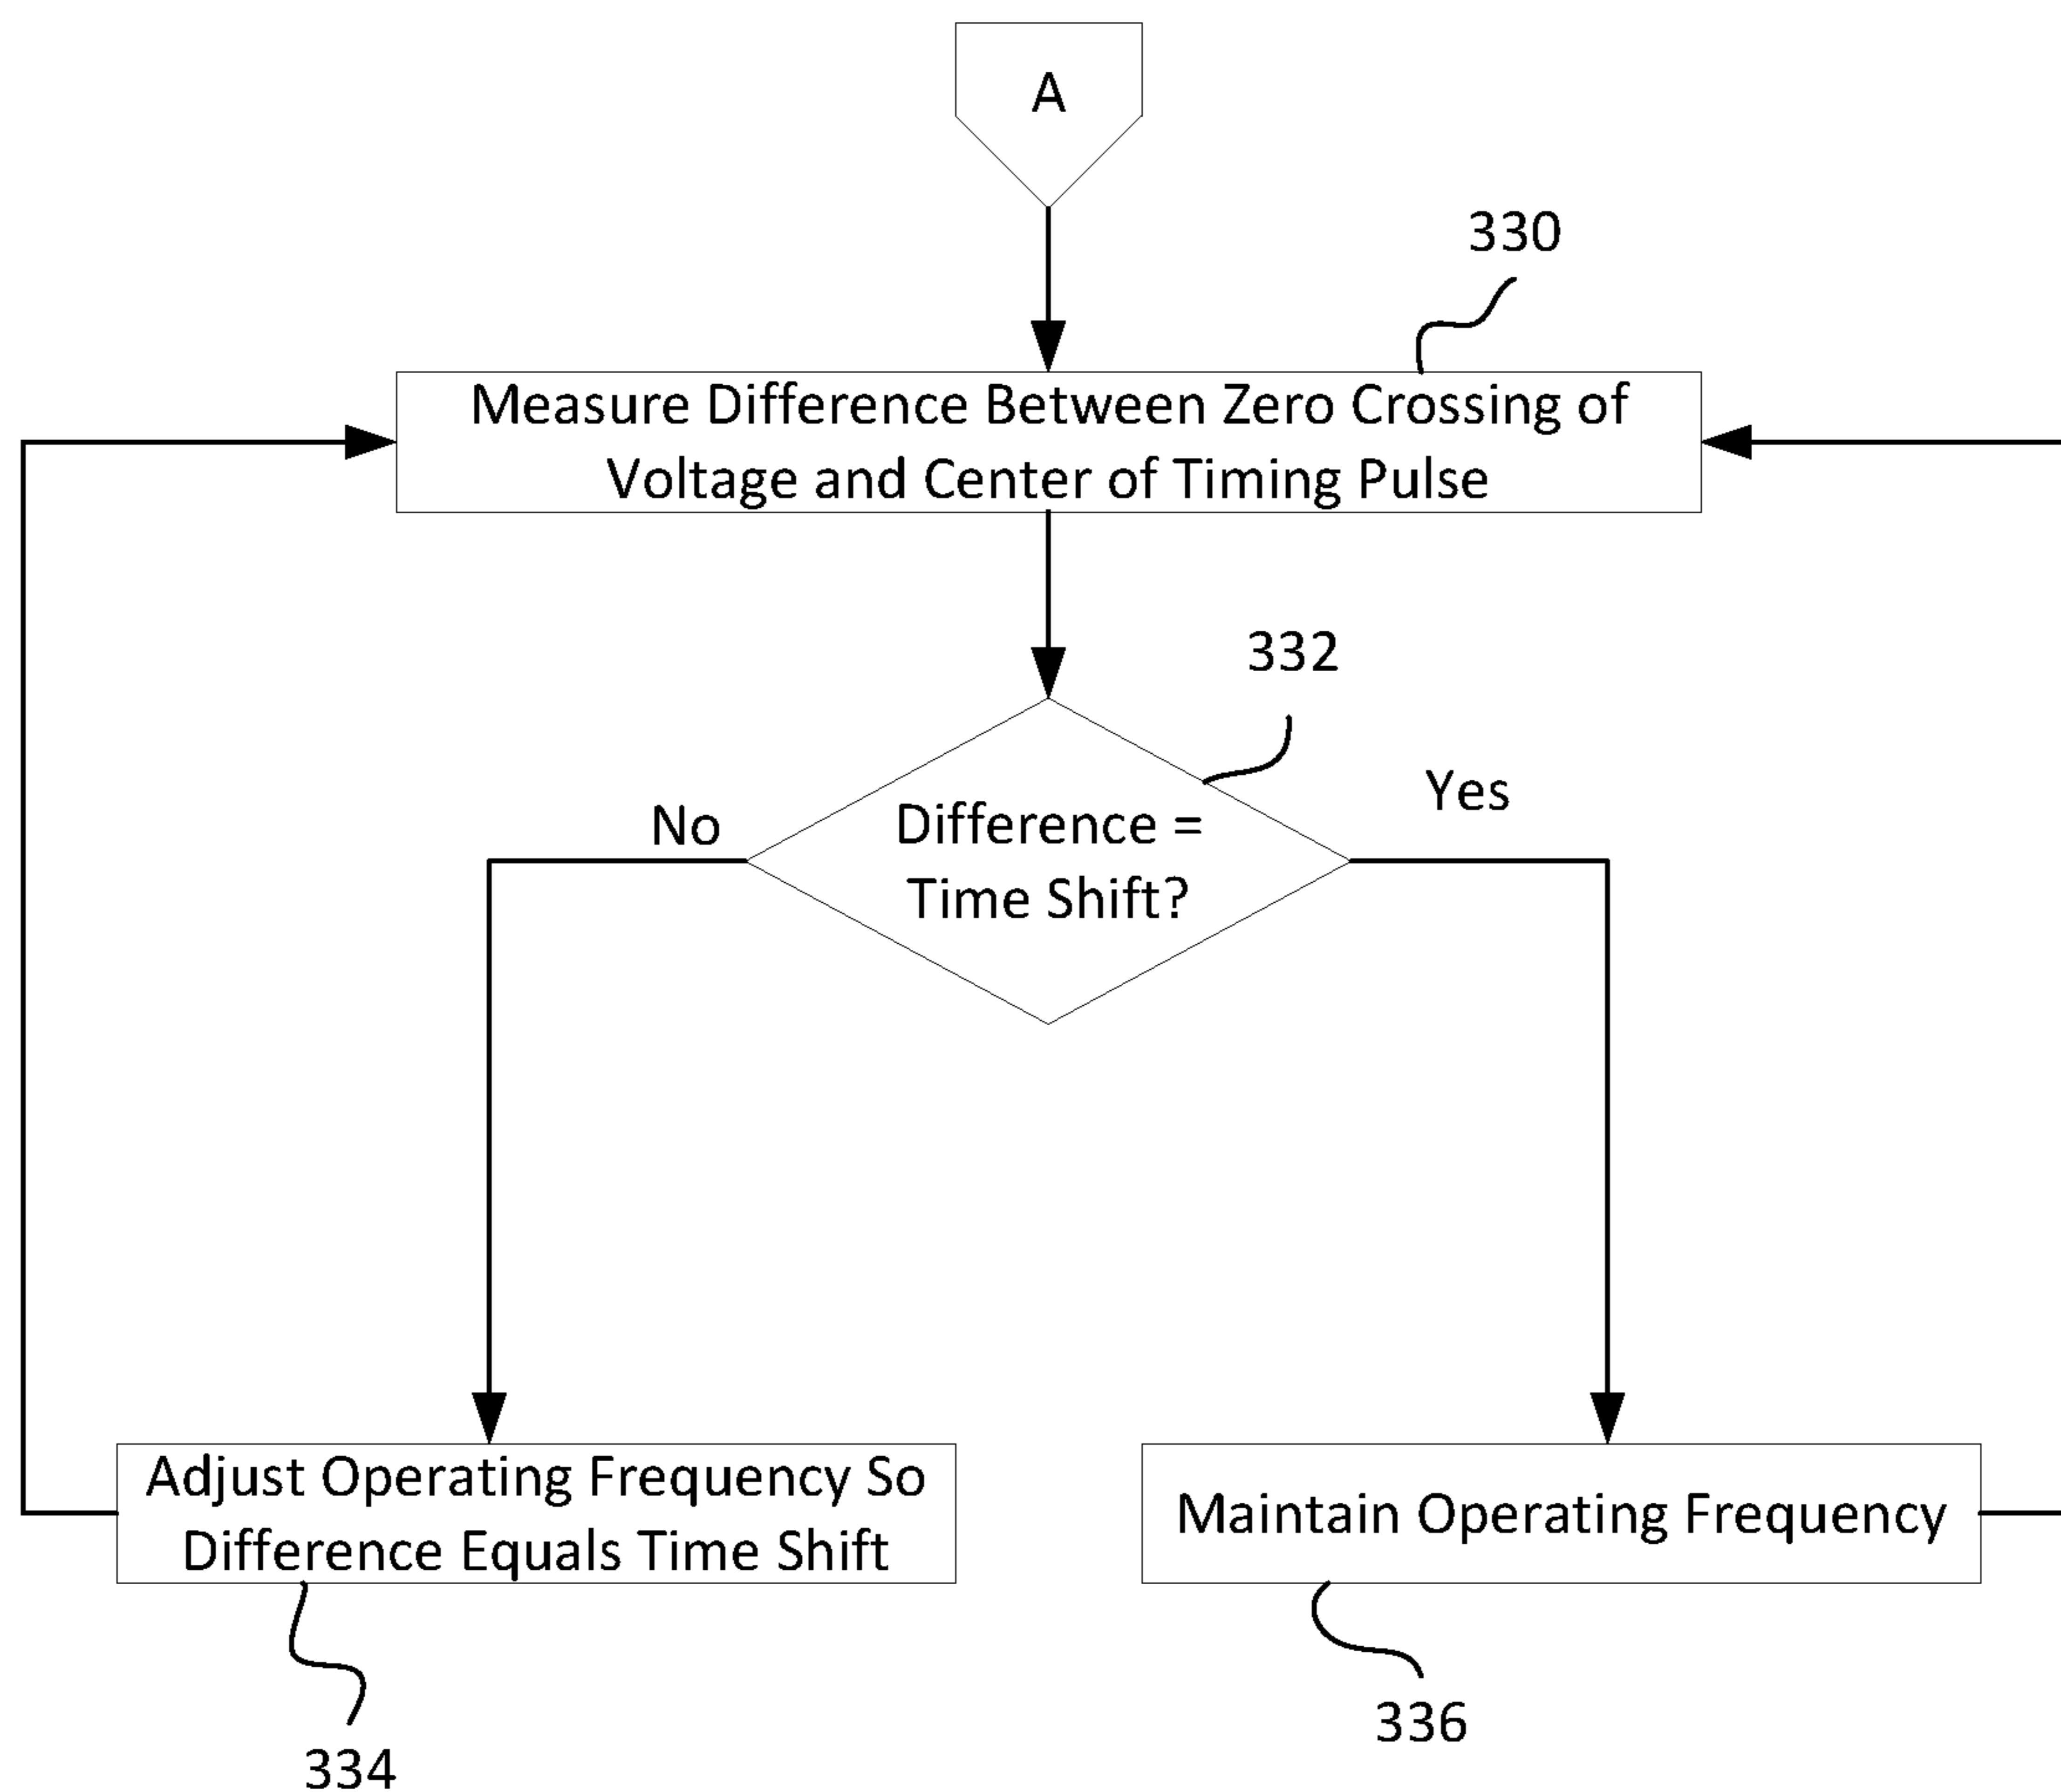 A
330
Measure Difference Between Zero Crossing of
Voltage and Center of Timing Pulse
332
No
Yes
Difference =
Time Shift?
Adjust Operating Frequency So
Difference Equals Time Shift
Maintain Operating Frequency
334
336